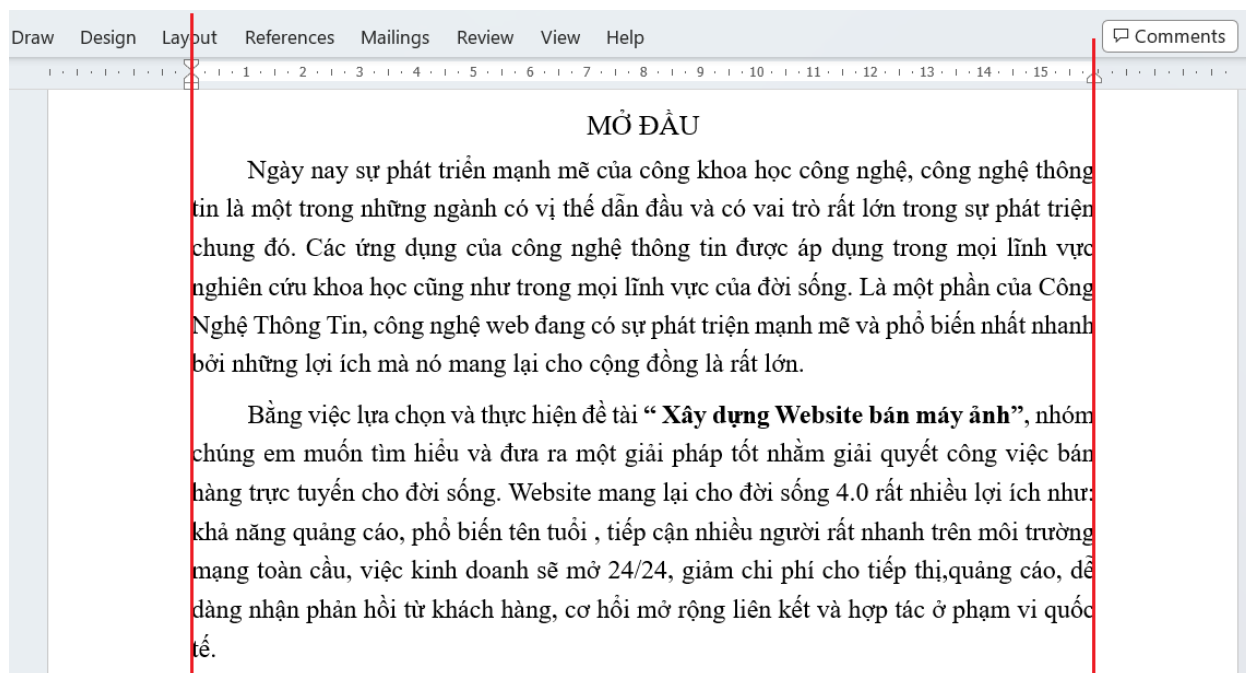 Draw Design Layout References Mailings Review View Help Comments
1 2 3 4 5 6 7 8 9 10 11 12 13 14 15
MỞ ĐẦU
Ngày nay sự phát triển mạnh mẽ của công khoa học công nghệ, công nghệ thông
tin là một trong những ngành có vị thế dẫn đầu và có vai trò rất lớn trong sự phát triện
chung đó. Các ứng dụng của công nghệ thông tin được áp dụng trong mọi lĩnh vực
nghiên cứu khoa học cũng như trong mọi lĩnh vực của đời sống. Là một phần của Công
Nghệ Thông Tin, công nghệ web đang có sự phát triện mạnh mẽ và phổ biến nhất nhanh
bởi những lợi ích mà nó mang lại cho cộng đồng là rất lớn.
Bằng việc lựa chọn và thực hiện đề tài “ Xây dựng Website bán máy ảnh”, nhóm
chúng em muốn tìm hiểu và đưa ra một giải pháp tốt nhằm giải quyết công việc bán
hàng trực tuyến cho đời sống. Website mang lại cho đời sống 4.0 rất nhiều lợi ích như:
khả năng quảng cáo, phổ biến tên tuổi , tiếp cận nhiều người rất nhanh trên môi trường
mạng toàn cầu, việc kinh doanh sẽ mở 24/24, giảm chi phí cho tiếp thị,quảng cáo, dễ
dàng nhận phản hồi từ khách hàng, cơ hổi mở rộng liên kết và hợp tác ở phạm vi quốc
tế.